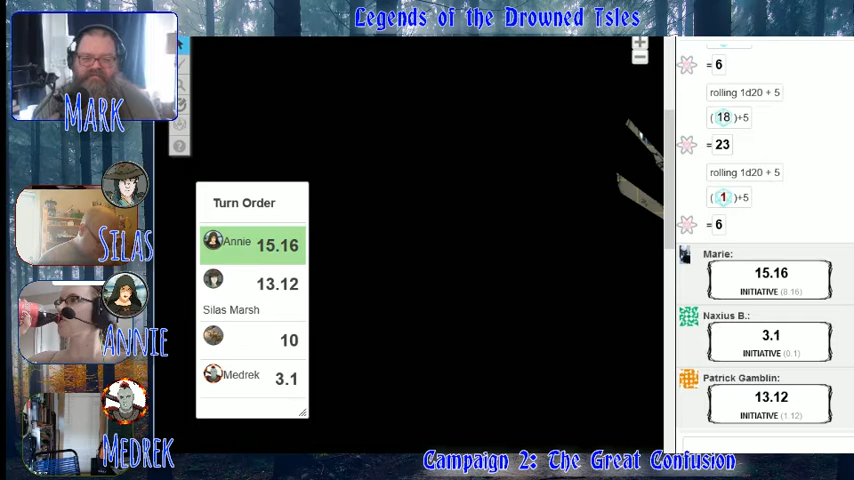 Legends of the Drowned Isles
MARK
SILAS
ANNIE
MEDREK
?
Turn Order
Annie 15.16
13.12
Silas Marsh
10
Medrek 3.1
= 6
rolling 1d20 + 5
(18)+5
= 23
rolling 1d20 + 5
(1)+5
= 6
Marie:
15.16
INITIATIVE (8.16)
Naxius B.:
3.1
INITIATIVE (0.1)
Patrick Gamblin:
13.12
INITIATIVE (1.12)
Campaign 2: The Great Confusion